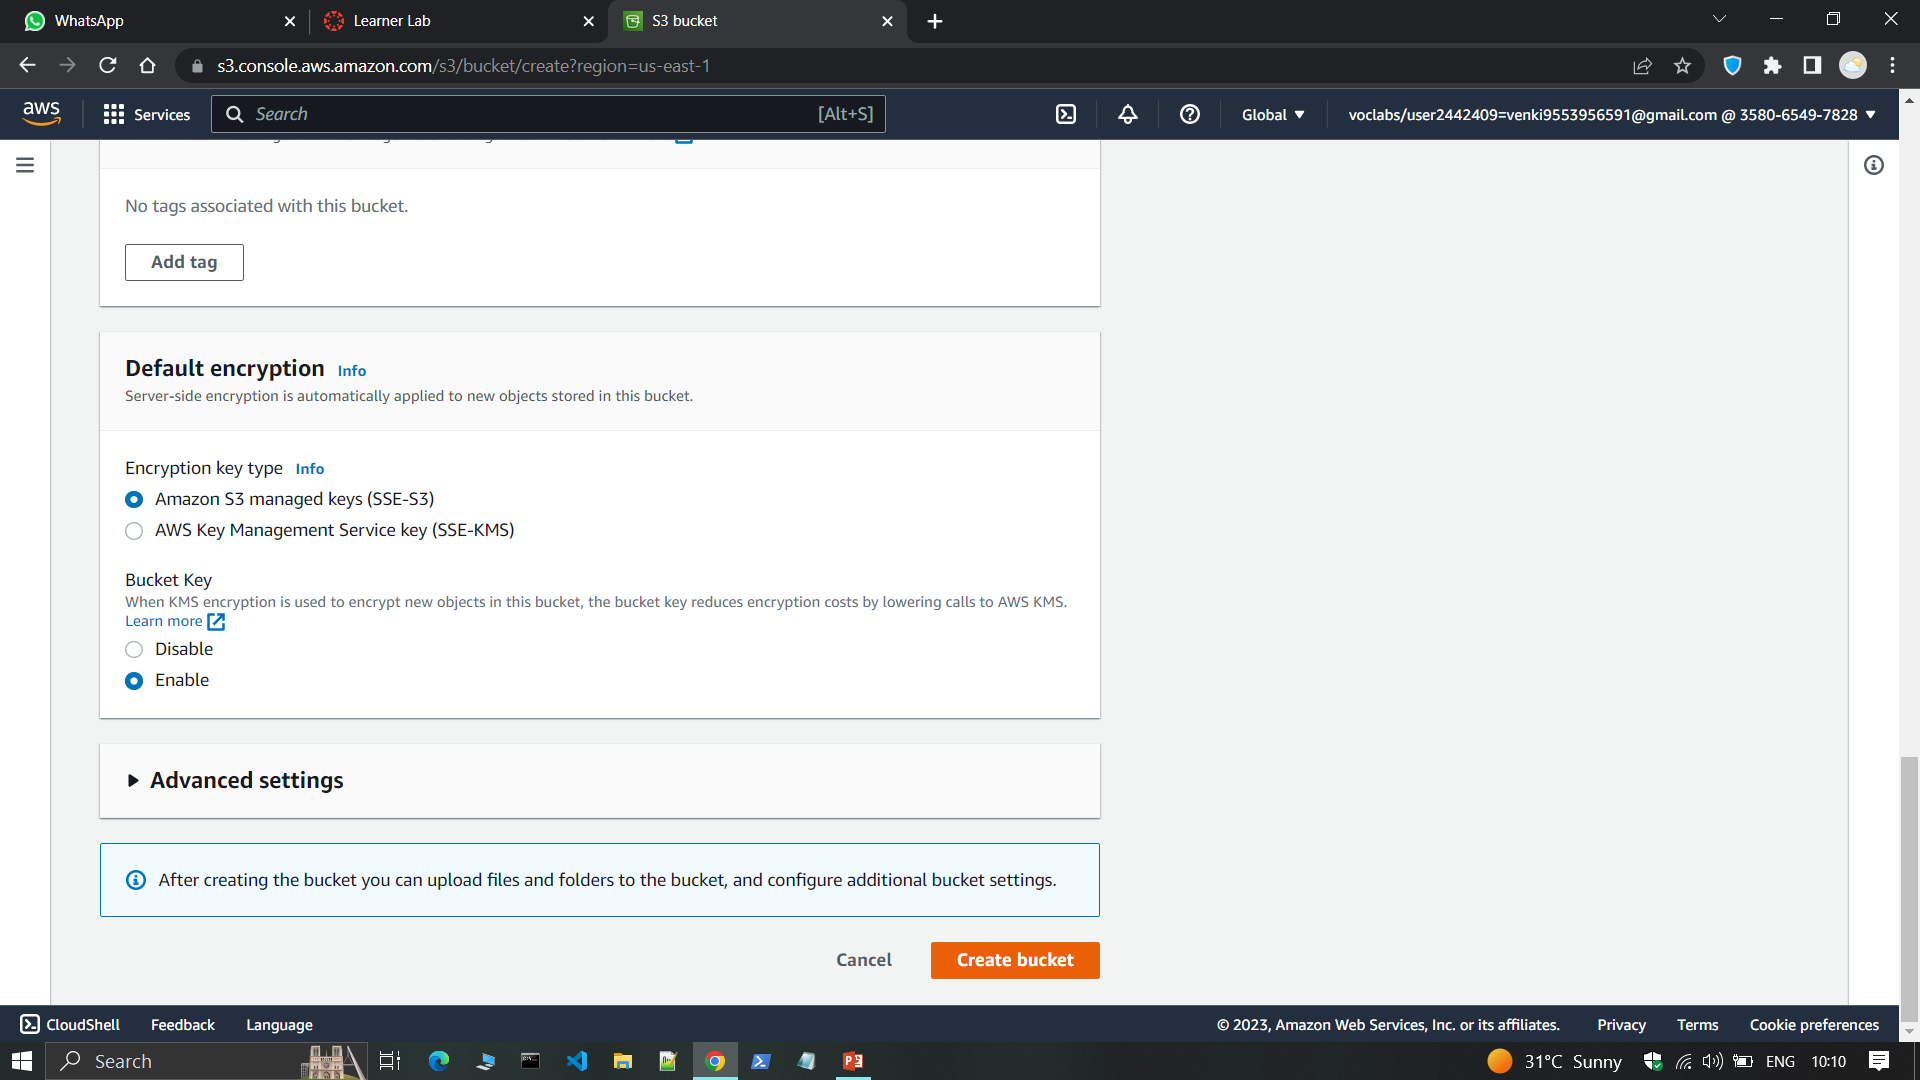 WhatsApp
Learner Lab
S3 bucket
s3.console.aws.amazon.com/s3/bucket/create?region=us-east-1
aws
Services
Search
[Alt+S]
Global
voclabs/user2442409=venki9553956591@gmail.com @ 3580-6549-7828
No tags associated with this bucket.
Add tag
Default encryption Info
Server-side encryption is automatically applied to new objects stored in this bucket.
Encryption key type Info
Amazon S3 managed keys (SSE-S3)
AWS Key Management Service key (SSE-KMS)
Bucket Key
When KMS encryption is used to encrypt new objects in this bucket, the bucket key reduces encryption costs by lowering calls to AWS KMS.
Learn more
Disable
Enable
Advanced settings
After creating the bucket you can upload files and folders to the bucket, and configure additional bucket settings.
Cancel
Create bucket
CloudShell
Feedback
Language
© 2023, Amazon Web Services, Inc. or its affiliates.
Privacy
Terms
Cookie preferences
Search
31°C Sunny
ENG
10:10